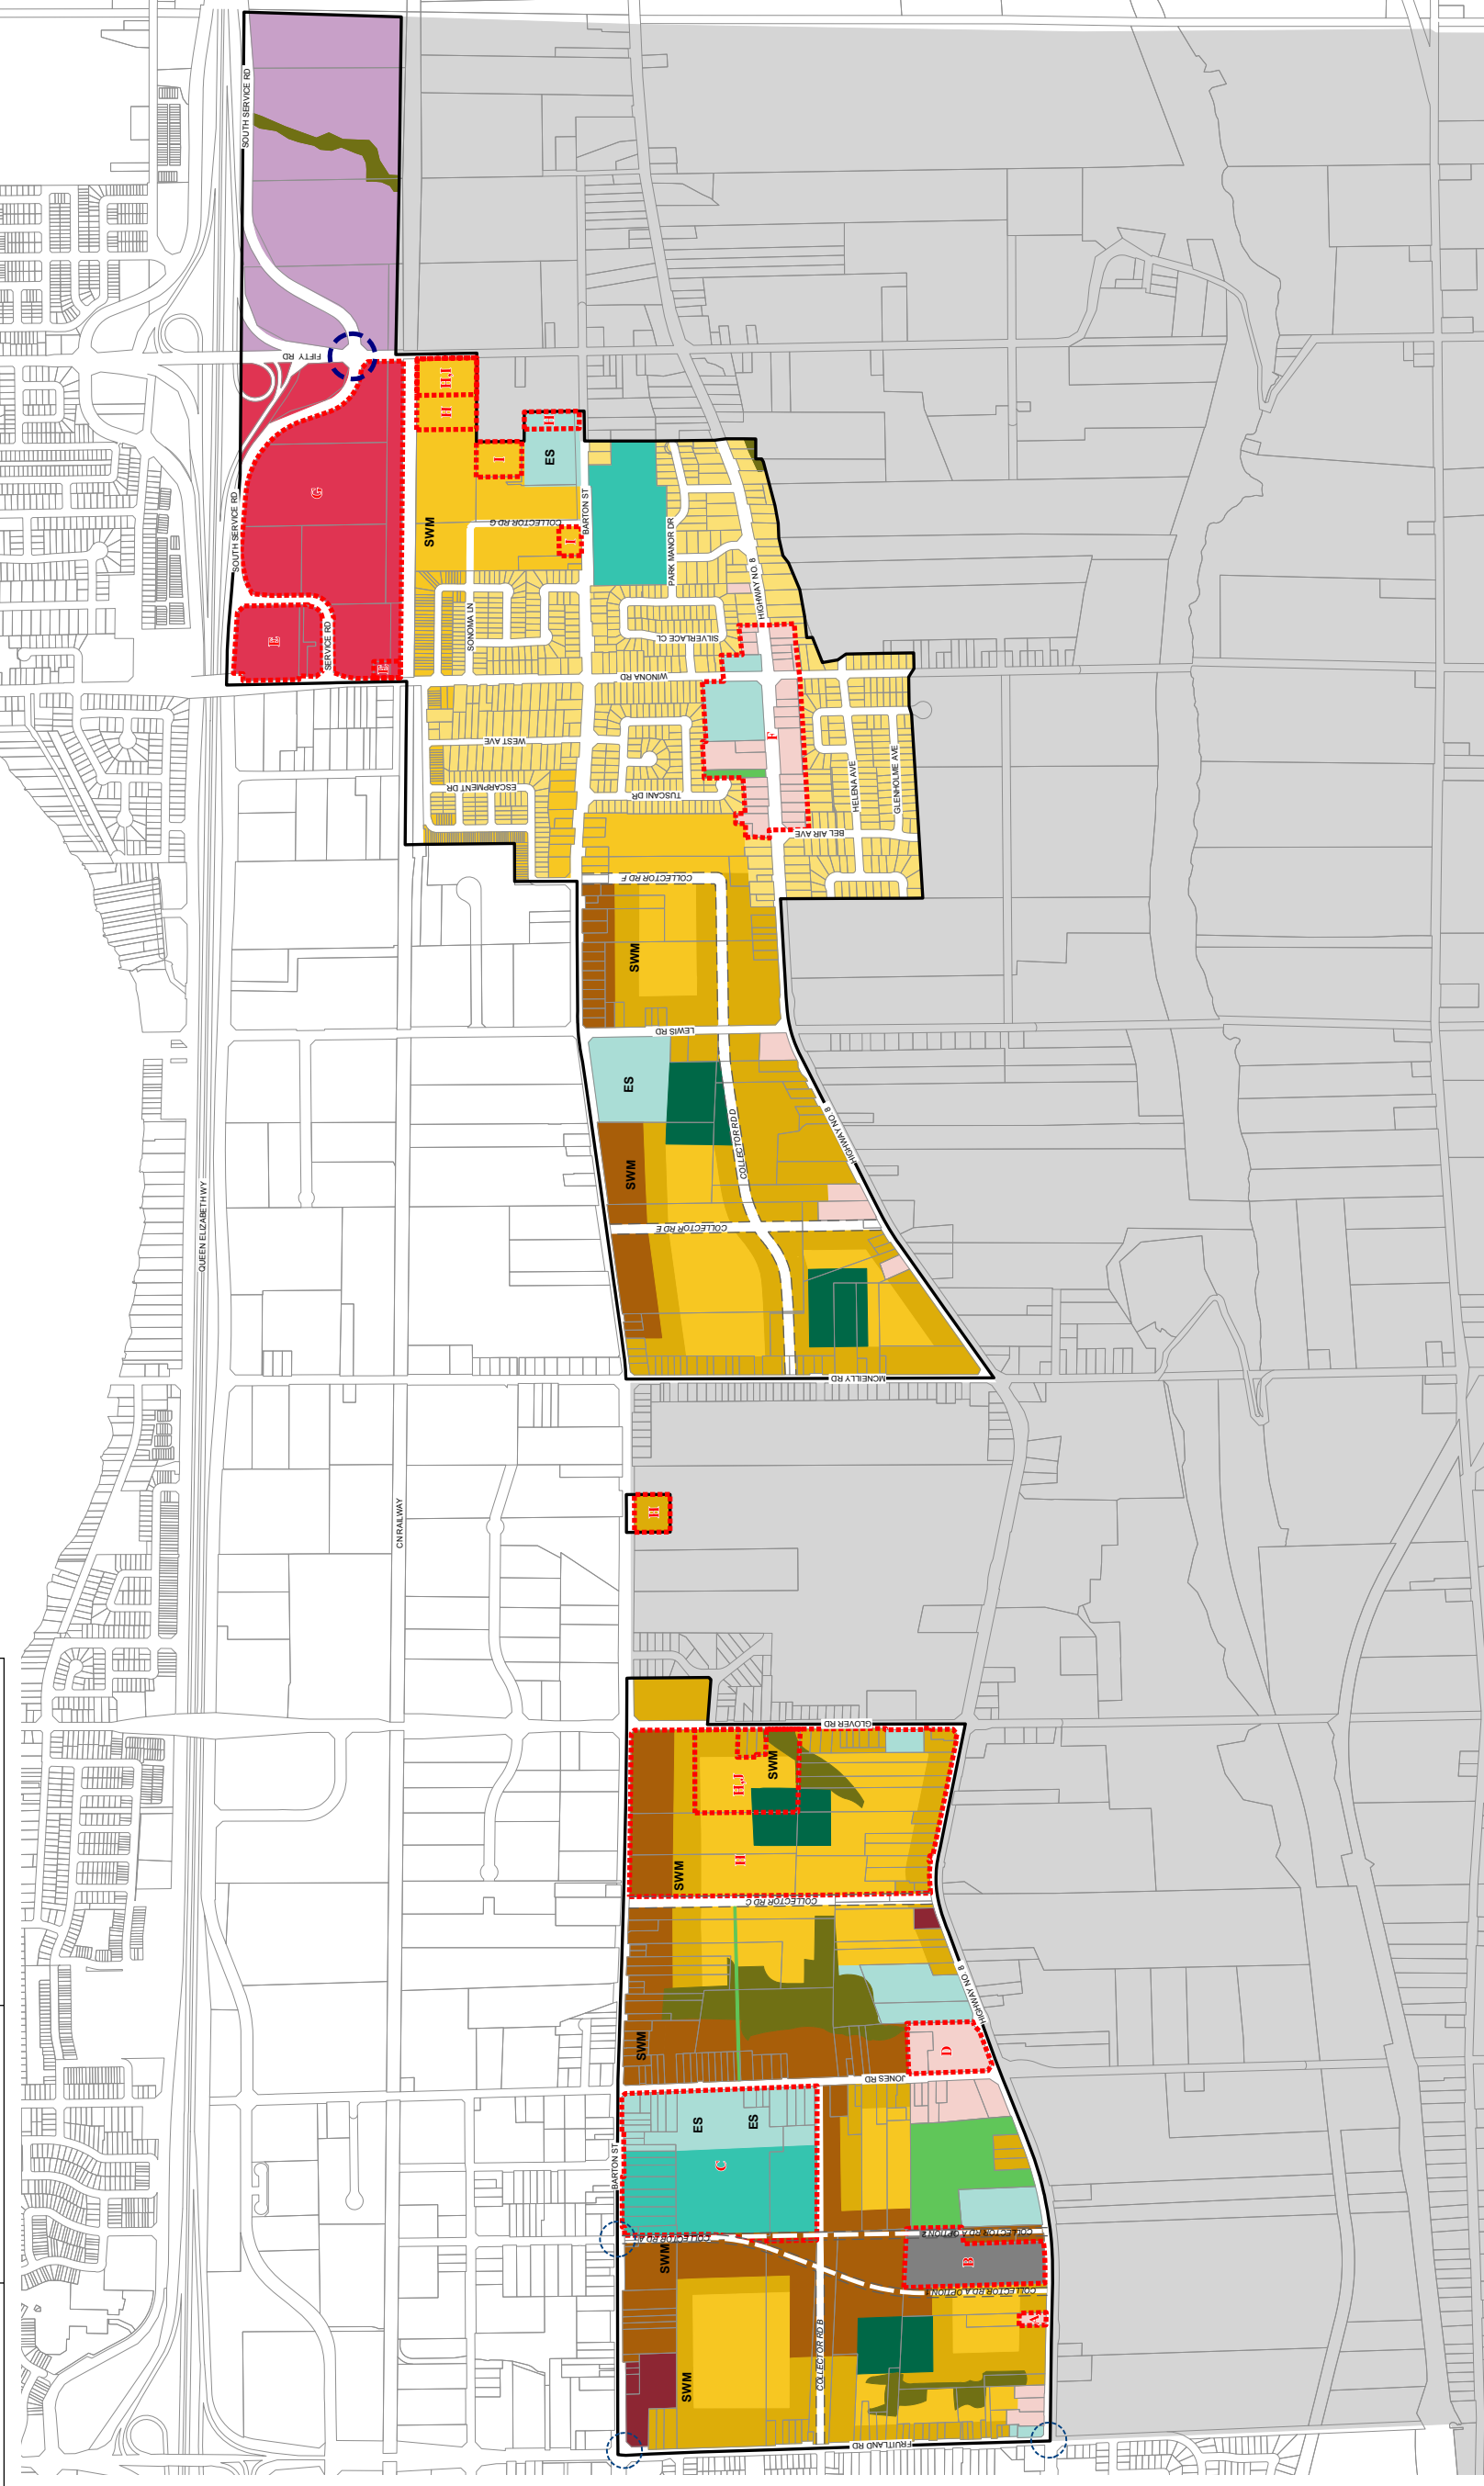 SOUTH SERVICE RD
FIFTY RD
H,J
H
H
I
ES
SOUTH SERVICE RD
G
SWM
COLLECTOR RD G
BARTON ST
I
PARK MANOR DR
HIGHWAY NO. 8
E
SERVICE RD
SONOMA LN
SILVERLACE CL
WINONA RD
WEST AVE
F
ESCARPMENT DR
TUSCANI DR
HELENA AVE
GLENHOLME AVE
BEL AIR AVE
COLLECTOR RD F
SWM
LEWIS RD
ES
COLLECTOR RD D
HIGHWAY NO. 8
SWM
QUEEN ELIZABETH WY
COLLECTOR RD E
MCNEILLY RD
CN RAILWAY
H
GLOVER RD
SWM
H,J
H
SWM
COLLECTOR RD C
HIGHWAY NO. 8
SWM
D
JONES RD
ES
ES
BARTON ST
C
SWM
B
A
COLLECTOR RD B
SWM
FRUITLAND RD